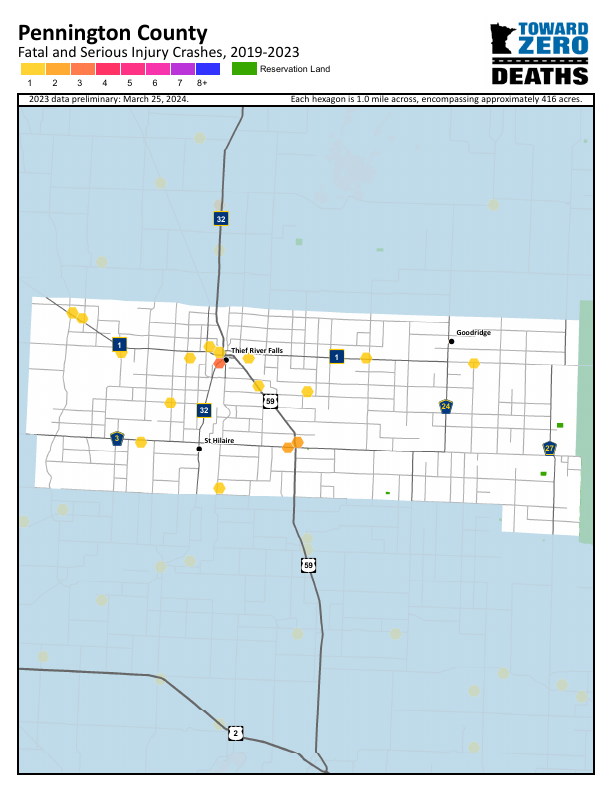 Pennington County
Fatal and Serious Injury Crashes, 2019-2023
1 2 3 4 5 6 7 8+
Reservation Land
TOWARD
ZERO
DEATHS
2023 data preliminary: March 25, 2024.
Each hexagon is 1.0 mile across, encompassing approximately 416 acres.
32
Goodridge
1
Thief River Falls
1
59
24
32
3
St Hilaire
27
59
2